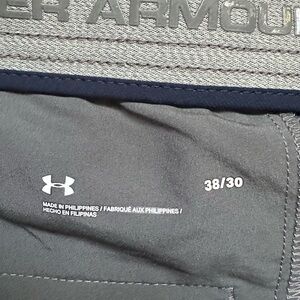 ER ARMOU
38/30
MADE IN PHILIPPINES / FABRIQUÉ AUX PHILIPPINES /
HECHO EN FILIPINAS